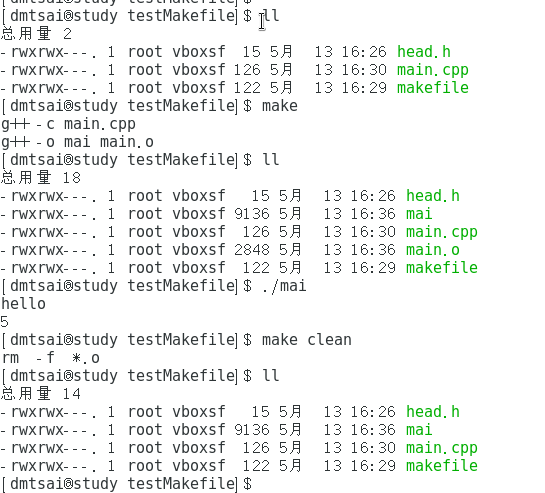 [dmtsai@study testMakefile]$ ll
总用量 2
-rwxrwx---. 1 root vboxsf  15 5月  13 16:26 head.h
-rwxrwx---. 1 root vboxsf 126 5月  13 16:30 main.cpp
-rwxrwx---. 1 root vboxsf 122 5月  13 16:29 makefile
[dmtsai@study testMakefile]$ make
g++ -c main.cpp
g++ -o mai main.o
[dmtsai@study testMakefile]$ ll
总用量 18
-rwxrwx---. 1 root vboxsf   15 5月  13 16:26 head.h
-rwxrwx---. 1 root vboxsf 9136 5月  13 16:36 mai
-rwxrwx---. 1 root vboxsf  126 5月  13 16:30 main.cpp
-rwxrwx---. 1 root vboxsf 2848 5月  13 16:36 main.o
-rwxrwx---. 1 root vboxsf  122 5月  13 16:29 makefile
[dmtsai@study testMakefile]$ ./mai
hello
5
[dmtsai@study testMakefile]$ make clean
rm  -f  *.o
[dmtsai@study testMakefile]$ ll
总用量 14
-rwxrwx---. 1 root vboxsf   15 5月  13 16:26 head.h
-rwxrwx---. 1 root vboxsf 9136 5月  13 16:36 mai
-rwxrwx---. 1 root vboxsf  126 5月  13 16:30 main.cpp
-rwxrwx---. 1 root vboxsf  122 5月  13 16:29 makefile
[dmtsai@study testMakefile]$